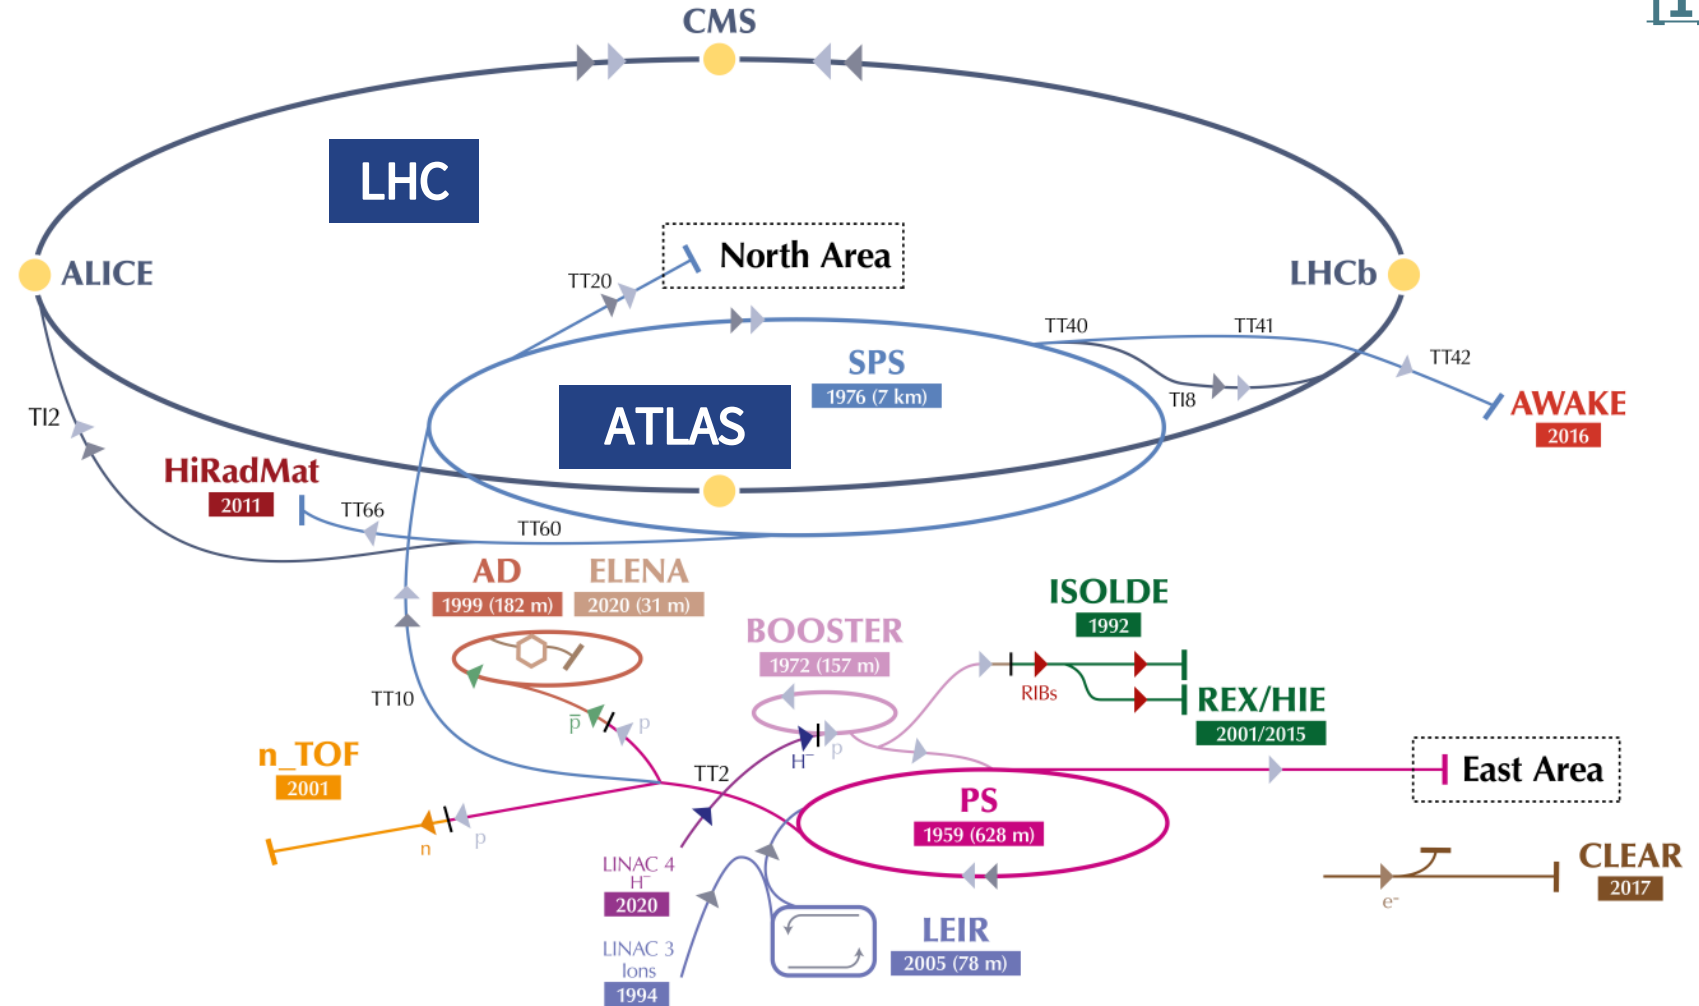 [1
CMS
LHC
ALICE
North Area
LHCb
TT20
TT40
TT41
TT42
SPS
1976 (7 km)
TI8
AWAKE
2016
ATLAS
TI2
HiRadMat
2011
TT66
TT60
AD
1999 (182 m)
ELENA
2020 (31 m)
ISOLDE
1992
BOOSTER
1972 (157 m)
RIBs
REX/HIE
2001/2015
TT10
p̅
p
H⁻
p
n_TOF
2001
TT2
East Area
PS
1959 (628 m)
n
p
LINAC 4
H⁻
2020
CLEAR
2017
e-
LEIR
2005 (78 m)
LINAC 3
Ions
1994